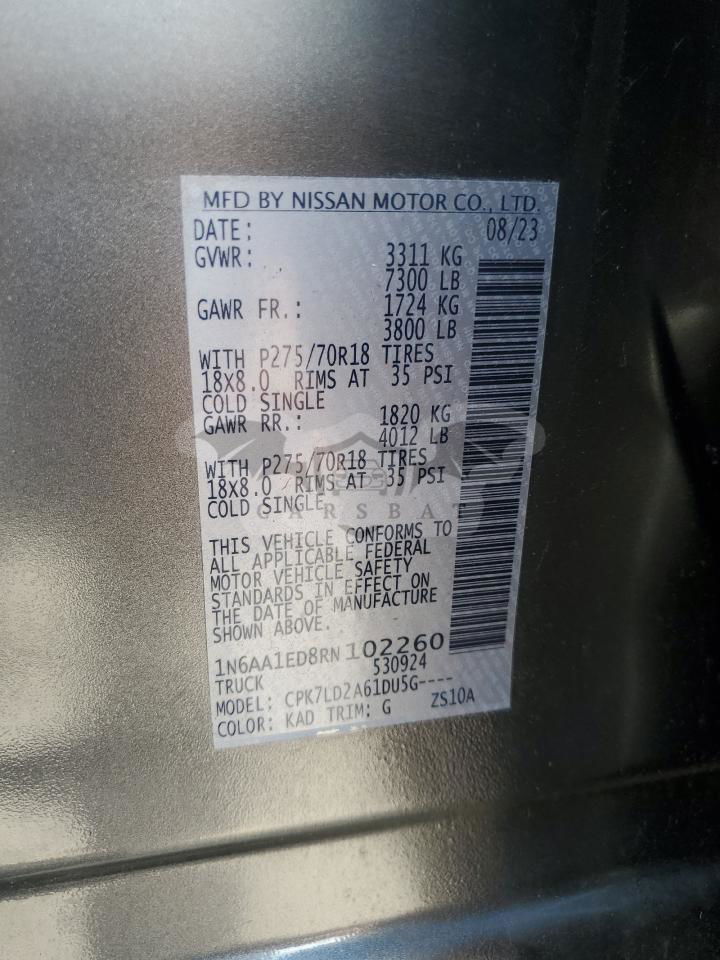 MFD BY NISSAN MOTOR CO., LTD.
DATE: 08/23
GVWR: 3311 KG
7300 LB
GAWR FR.: 1724 KG
3800 LB
WITH P275/70R18 TIRES
18x8.0 RIMS AT 35 PSI
COLD SINGLE
GAWR RR.: 1820 KG
4012 LB
WITH P275/70R18 TIRES
18x8.0 RIMS AT 35 PSI
COLD SINGLE
CARSBAT
THIS VEHICLE CONFORMS TO
ALL APPLICABLE FEDERAL
MOTOR VEHICLE SAFETY
STANDARDS IN EFFECT ON
THE DATE OF MANUFACTURE
SHOWN ABOVE.
1N6AA1ED8RN102260
TRUCK 530924
MODEL: CPK7LD2A61DU5G----
COLOR: KAD TRIM: G ZS10A